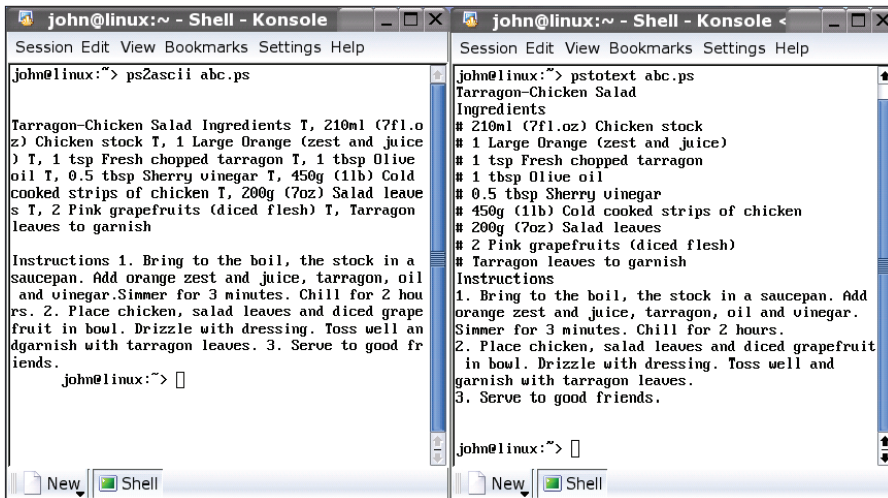 john@linux:~ - Shell - Konsole
Session Edit View Bookmarks Settings Help
john@linux:~> ps2ascii abc.ps
Tarragon-Chicken Salad Ingredients T, 210ml (7fl.o
z) Chicken stock T, 1 Large Orange (zest and juice
) T, 1 tsp Fresh chopped tarragon T, 1 tbsp Olive
oil T, 0.5 tbsp Sherry vinegar T, 450g (1lb) Cold
cooked strips of chicken T, 200g (7oz) Salad leave
s T, 2 Pink grapefruits (diced flesh) T, Tarragon
leaves to garnish
Instructions 1. Bring to the boil, the stock in a
saucepan. Add orange zest and juice, tarragon, oil
and vinegar.Simmer for 3 minutes. Chill for 2 hou
rs. 2. Place chicken, salad leaves and diced grape
fruit in bowl. Drizzle with dressing. Toss well an
dgarnish with tarragon leaves. 3. Serve to good fr
iends.
john@linux:~>
New Shell
john@linux:~ - Shell - Konsole <
Session Edit View Bookmarks Settings Help
john@linux:~> pstotext abc.ps
Tarragon-Chicken Salad
Ingredients
# 210ml (7fl.oz) Chicken stock
# 1 Large Orange (zest and juice)
# 1 tsp Fresh chopped tarragon
# 1 tbsp Olive oil
# 0.5 tbsp Sherry vinegar
# 450g (1lb) Cold cooked strips of chicken
# 200g (7oz) Salad leaves
# 2 Pink grapefruits (diced flesh)
# Tarragon leaves to garnish
Instructions
1. Bring to the boil, the stock in a saucepan. Add
orange zest and juice, tarragon, oil and vinegar.
Simmer for 3 minutes. Chill for 2 hours.
2. Place chicken, salad leaves and diced grapefruit
in bowl. Drizzle with dressing. Toss well and
garnish with tarragon leaves.
3. Serve to good friends.
john@linux:~>
New Shell